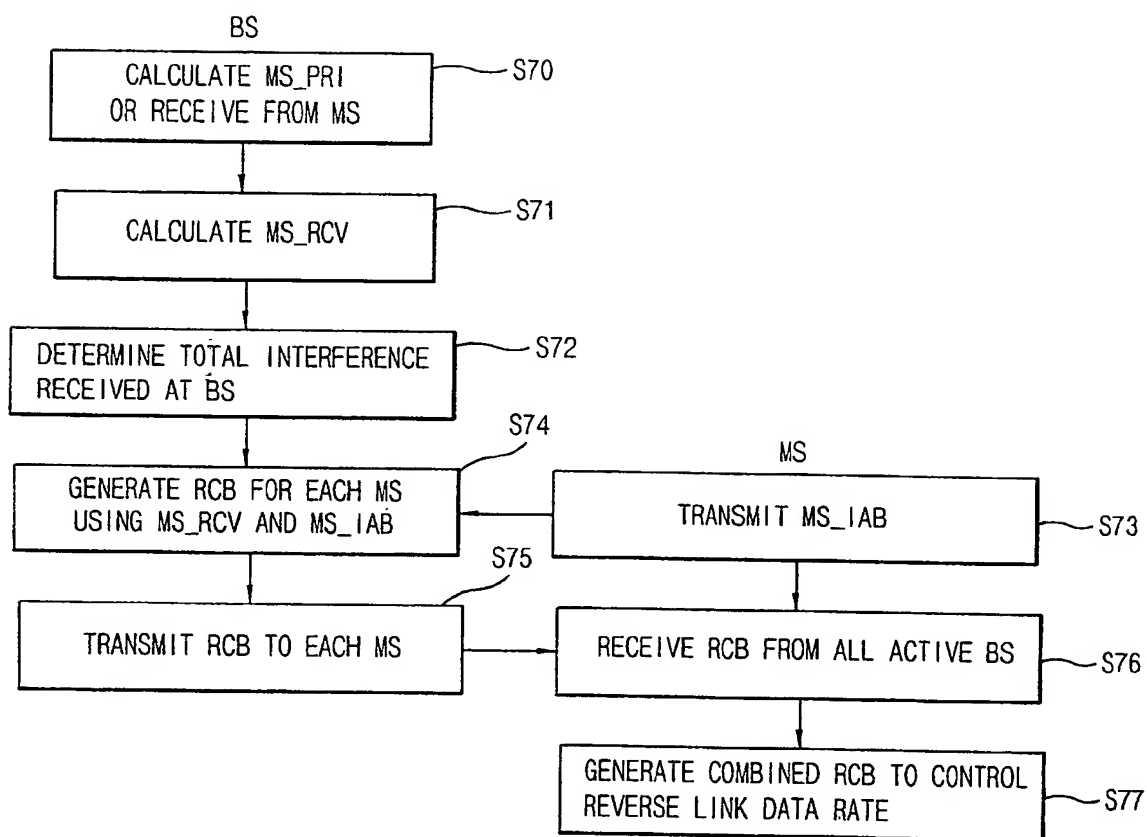 BS
CALCULATE MS_PRI
OR RECEIVE FROM MS
S70
CALCULATE MS_RCV
S71
DETERMINE TOTAL INTERFERENCE
RECEIVED AT BS
S72
GENERATE RCB FOR EACH MS
USING MS_RCV AND MS_IAB
S74
MS
TRANSMIT MS_IAB
S73
TRANSMIT RCB TO EACH MS
S75
RECEIVE RCB FROM ALL ACTIVE BS
S76
GENERATE COMBINED RCB TO CONTROL
REVERSE LINK DATA RATE
S77